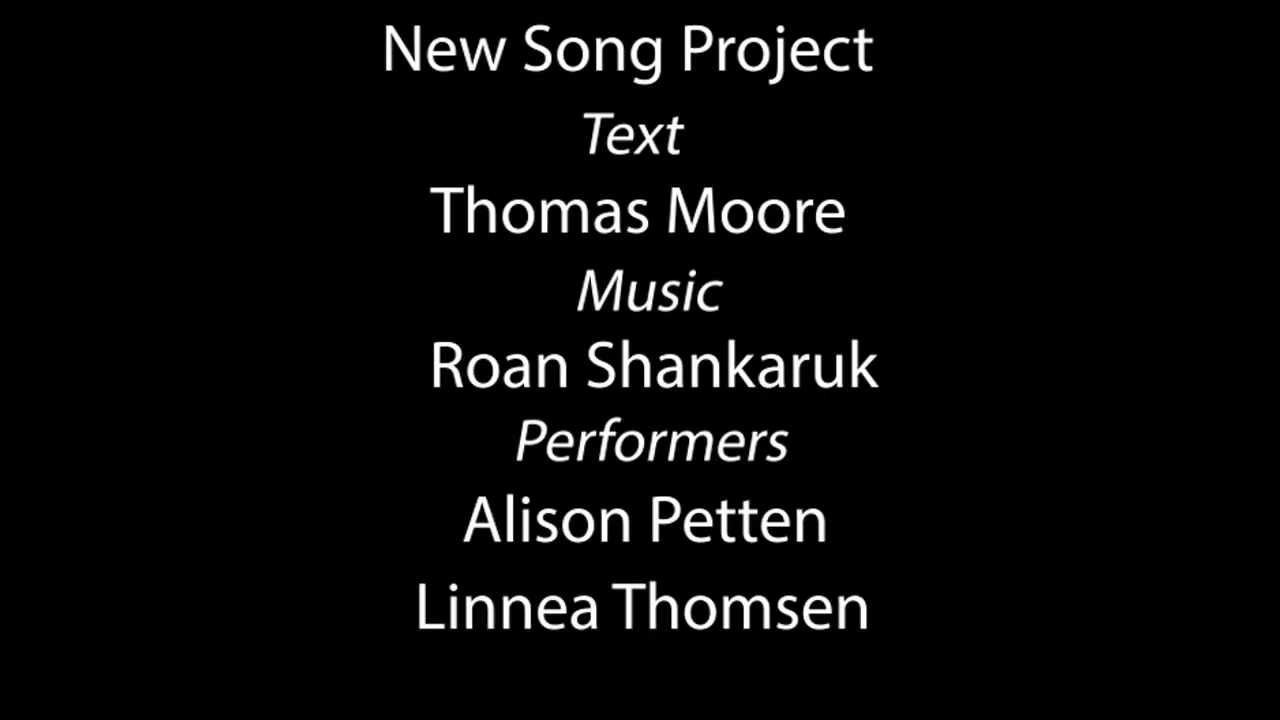 New Song Project
Text
Thomas Moore
Music
Roan Shankaruk
Performers
Alison Petten
Linnea Thomsen